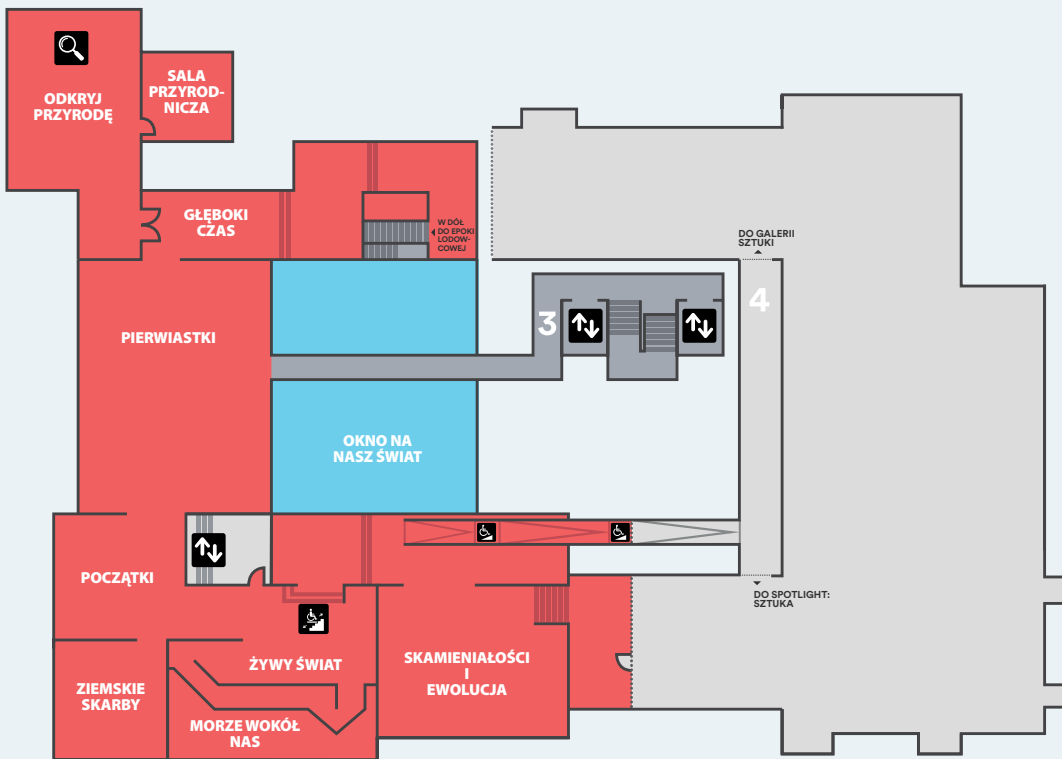 ODKRYJ
PRZYRODĘ
SALA
PRZYROD-
NICZA
GŁĘBOKI
CZAS
W DÓŁ
DO EPOKI
LODOW-
COWEJ
DO GALERII
SZTUKI
3
4
PIERWIASTKI
OKNO NA
NASZ ŚWIAT
POCZĄTKI
DO SPOTLIGHT:
SZTUKA
ŻYWY ŚWIAT
SKAMIENIAŁOŚCI
I
EWOLUCJA
ZIEMSKIE
SKARBY
MORZE WOKÓŁ
NAS